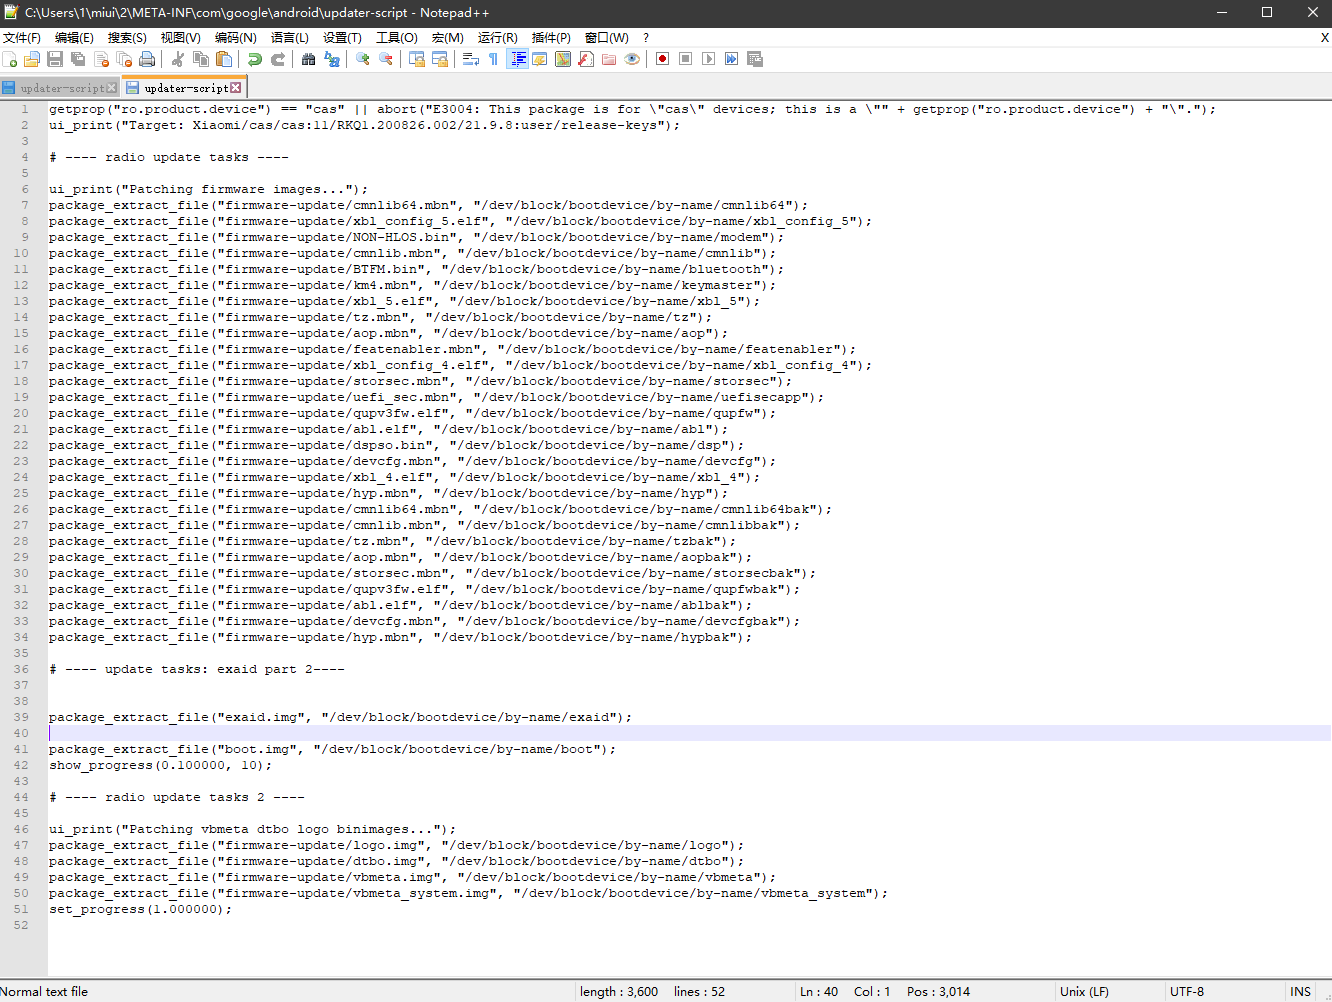 C:\Users\1\miui\2\META-INF\com\google\android\updater-script - Notepad++
文件(F) 编辑(E) 搜索(S) 视图(V) 编码(N) 语言(L) 设置(T) 工具(O) 宏(M) 运行(R) 插件(P) 窗口(W) ? X
updater-script updater-script
1 getprop("ro.product.device") == "cas" || abort("E3004: This package is for \"cas\" devices; this is a \"" + getprop("ro.product.device") + "\".");
2 ui_print("Target: Xiaomi/cas/cas:11/RKQ1.200826.002/21.9.8:user/release-keys");
3
4 # ---- radio update tasks ----
5
6 ui_print("Patching firmware images...");
7 package_extract_file("firmware-update/cmnlib64.mbn", "/dev/block/bootdevice/by-name/cmnlib64");
8 package_extract_file("firmware-update/xbl_config_5.elf", "/dev/block/bootdevice/by-name/xbl_config_5");
9 package_extract_file("firmware-update/NON-HLOS.bin", "/dev/block/bootdevice/by-name/modem");
10 package_extract_file("firmware-update/cmnlib.mbn", "/dev/block/bootdevice/by-name/cmnlib");
11 package_extract_file("firmware-update/BTFM.bin", "/dev/block/bootdevice/by-name/bluetooth");
12 package_extract_file("firmware-update/km4.mbn", "/dev/block/bootdevice/by-name/keymaster");
13 package_extract_file("firmware-update/xbl_5.elf", "/dev/block/bootdevice/by-name/xbl_5");
14 package_extract_file("firmware-update/tz.mbn", "/dev/block/bootdevice/by-name/tz");
15 package_extract_file("firmware-update/aop.mbn", "/dev/block/bootdevice/by-name/aop");
16 package_extract_file("firmware-update/featenabler.mbn", "/dev/block/bootdevice/by-name/featenabler");
17 package_extract_file("firmware-update/xbl_config_4.elf", "/dev/block/bootdevice/by-name/xbl_config_4");
18 package_extract_file("firmware-update/storsec.mbn", "/dev/block/bootdevice/by-name/storsec");
19 package_extract_file("firmware-update/uefi_sec.mbn", "/dev/block/bootdevice/by-name/uefisecapp");
20 package_extract_file("firmware-update/qupv3fw.elf", "/dev/block/bootdevice/by-name/qupfw");
21 package_extract_file("firmware-update/abl.elf", "/dev/block/bootdevice/by-name/abl");
22 package_extract_file("firmware-update/dspso.bin", "/dev/block/bootdevice/by-name/dsp");
23 package_extract_file("firmware-update/devcfg.mbn", "/dev/block/bootdevice/by-name/devcfg");
24 package_extract_file("firmware-update/xbl_4.elf", "/dev/block/bootdevice/by-name/xbl_4");
25 package_extract_file("firmware-update/hyp.mbn", "/dev/block/bootdevice/by-name/hyp");
26 package_extract_file("firmware-update/cmnlib64.mbn", "/dev/block/bootdevice/by-name/cmnlib64bak");
27 package_extract_file("firmware-update/cmnlib.mbn", "/dev/block/bootdevice/by-name/cmnlibbak");
28 package_extract_file("firmware-update/tz.mbn", "/dev/block/bootdevice/by-name/tzbak");
29 package_extract_file("firmware-update/aop.mbn", "/dev/block/bootdevice/by-name/aopbak");
30 package_extract_file("firmware-update/storsec.mbn", "/dev/block/bootdevice/by-name/storsecbak");
31 package_extract_file("firmware-update/qupv3fw.elf", "/dev/block/bootdevice/by-name/qupfwbak");
32 package_extract_file("firmware-update/abl.elf", "/dev/block/bootdevice/by-name/ablbak");
33 package_extract_file("firmware-update/devcfg.mbn", "/dev/block/bootdevice/by-name/devcfgbak");
34 package_extract_file("firmware-update/hyp.mbn", "/dev/block/bootdevice/by-name/hypbak");
35
36 # ---- update tasks: exaid part 2----
37
38
39 package_extract_file("exaid.img", "/dev/block/bootdevice/by-name/exaid");
40
41 package_extract_file("boot.img", "/dev/block/bootdevice/by-name/boot");
42 show_progress(0.100000, 10);
43
44 # ---- radio update tasks 2 ----
45
46 ui_print("Patching vbmeta dtbo logo binimages...");
47 package_extract_file("firmware-update/logo.img", "/dev/block/bootdevice/by-name/logo");
48 package_extract_file("firmware-update/dtbo.img", "/dev/block/bootdevice/by-name/dtbo");
49 package_extract_file("firmware-update/vbmeta.img", "/dev/block/bootdevice/by-name/vbmeta");
50 package_extract_file("firmware-update/vbmeta_system.img", "/dev/block/bootdevice/by-name/vbmeta_system");
51 set_progress(1.000000);
52
Normal text file length : 3,600 lines : 52 Ln : 40 Col : 1 Pos : 3,014 Unix (LF) UTF-8 INS